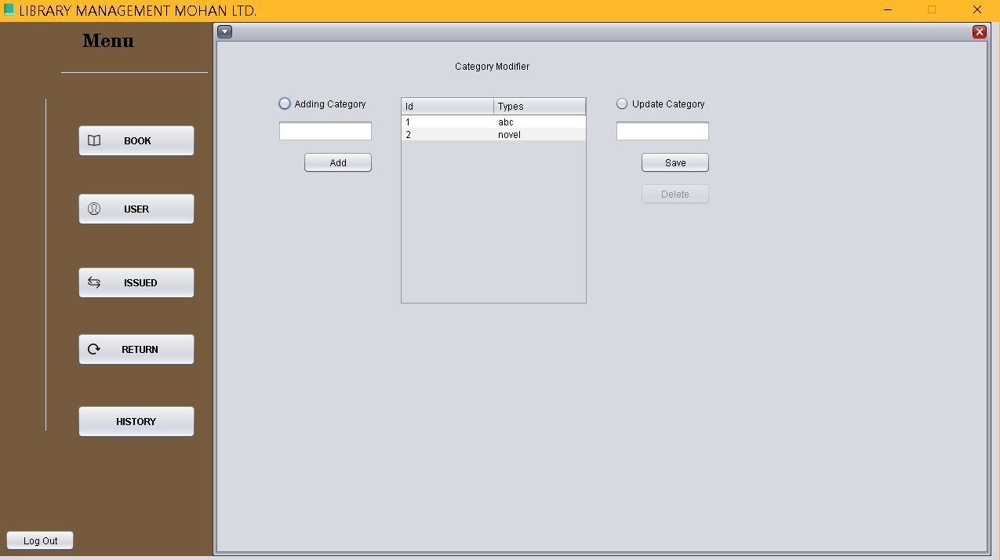 LIBRARY MANAGEMENT MOHAN LTD.
Menu
BOOK
USER
ISSUED
RETURN
HISTORY
Log Out
Category Modifier
Adding Category
Add
Id Types
1 abc
2 novel
Update Category
Save
Delete